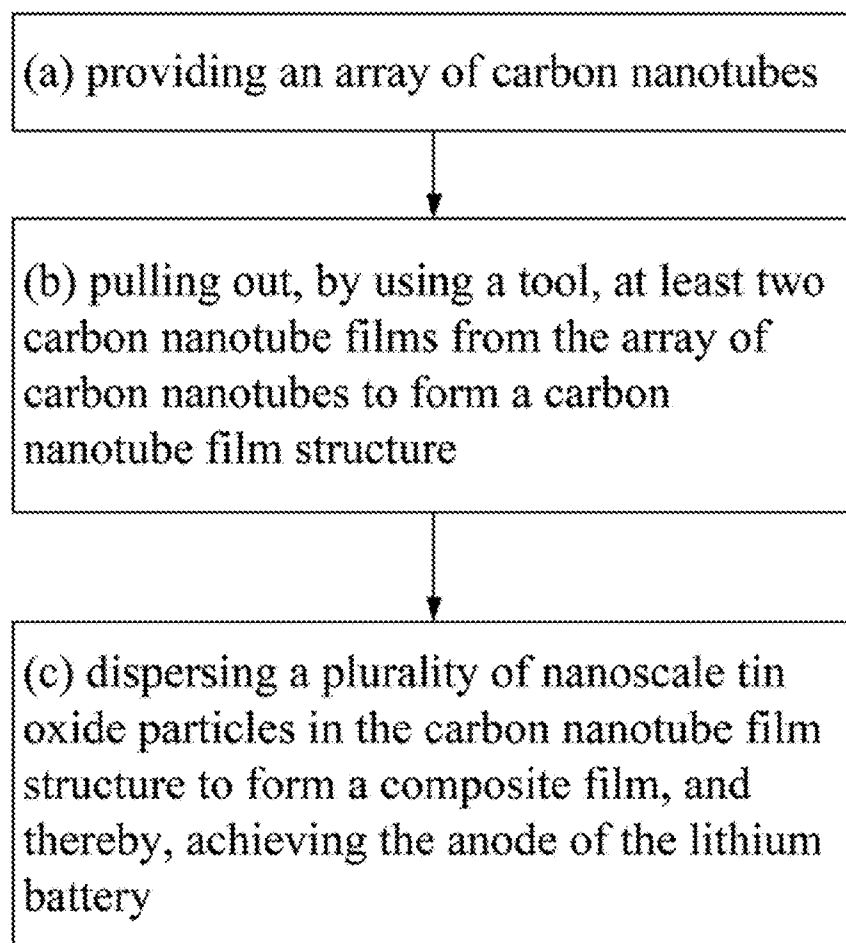 (a) providing an array of carbon nanotubes
(b) pulling out, by using a tool, at least two
carbon nanotube films from the array of
carbon nanotubes to form a carbon
nanotube film structure
(c) dispersing a plurality of nanoscale tin
oxide particles in the carbon nanotube film
structure to form a composite film, and
thereby, achieving the anode of the lithium
battery